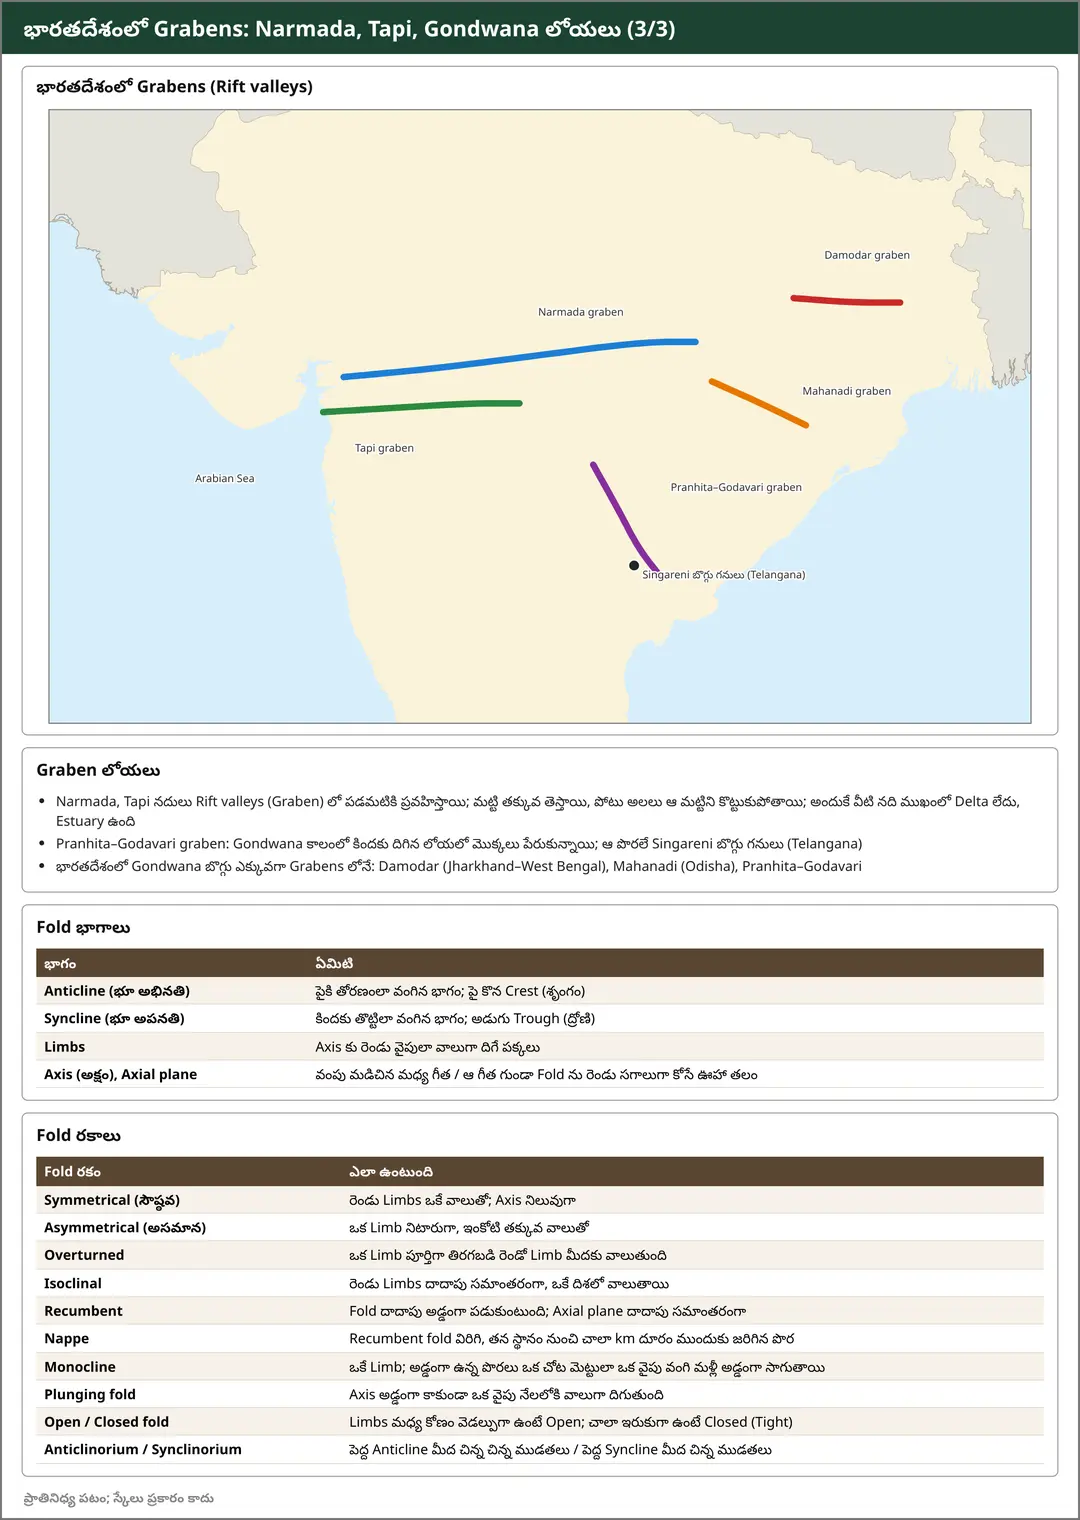 భారతదేశంలో Grabens: Narmada, Tapi, Gondwana లోయలు (3/3)
భారతదేశంలో Grabens (Rift valleys)
Damodar graben
Narmada graben
Mahanadi graben
Tapi graben
Arabian Sea
Pranhita–Godavari graben
Singareni బొగ్గు గనులు (Telangana)
Graben లోయలు
• Narmada, Tapi నదులు Rift valleys (Graben) లో పడమటికి ప్రవహిస్తాయి; మట్టి తక్కువ తెస్తాయి, పోటు అలలు ఆ మట్టిని కొట్టుకుపోతాయి; అందుకే వీటి నది ముఖంలో Delta లేదు,
Estuary ఉంది
• Pranhita–Godavari graben: Gondwana కాలంలో కిందకు దిగిన లోయలో మొక్కలు పేరుకున్నాయి; ఆ పొరలే Singareni బొగ్గు గనులు (Telangana)
• భారతదేశంలో Gondwana బొగ్గు ఎక్కువగా Grabens లోనే: Damodar (Jharkhand–West Bengal), Mahanadi (Odisha), Pranhita–Godavari
Fold భాగాలు
భాగం ఏమిటి
Anticline (భూ అభినతి) పైకి తోరణంలా వంగిన భాగం; పై కొన Crest (శృంగం)
Syncline (భూ అపనతి) కిందకు తొట్టిలా వంగిన భాగం; అడుగు Trough (ద్రోణి)
Limbs Axis కు రెండు వైపులా వాలుగా దిగే పక్కలు
Axis (అక్షం), Axial plane వంపు మడిచిన మధ్య గీత / ఆ గీత గుండా Fold ను రెండు సగాలుగా కోసే ఊహా తలం
Fold రకాలు
Fold రకం ఎలా ఉంటుంది
Symmetrical (సౌష్ఠవ) రెండు Limbs ఒకే వాలుతో; Axis నిలువుగా
Asymmetrical (అసమాన) ఒక Limb నిటారుగా, ఇంకోటి తక్కువ వాలుతో
Overturned ఒక Limb పూర్తిగా తిరగబడి రెండో Limb మీదకు వాలుతుంది
Isoclinal రెండు Limbs దాదాపు సమాంతరంగా, ఒకే దిశలో వాలుతాయి
Recumbent Fold దాదాపు అడ్డంగా పడుకుంటుంది; Axial plane దాదాపు సమాంతరంగా
Nappe Recumbent fold విరిగి, తన స్థానం నుంచి చాలా km దూరం ముందుకు జరిగిన పొర
Monocline ఒకే Limb; అడ్డంగా ఉన్న పొరలు ఒక చోట మెట్టులా ఒక వైపు వంగి మళ్లీ అడ్డంగా సాగుతాయి
Plunging fold Axis అడ్డంగా కాకుండా ఒక వైపు నేలలోకి వాలుగా దిగుతుంది
Open / Closed fold Limbs మధ్య కోణం వెడల్పుగా ఉంటే Open; చాలా ఇరుకుగా ఉంటే Closed (Tight)
Anticlinorium / Synclinorium పెద్ద Anticline మీద చిన్న చిన్న ముడతలు / పెద్ద Syncline మీద చిన్న ముడతలు
ప్రాతినిధ్య పటం; స్కేలు ప్రకారం కాదు